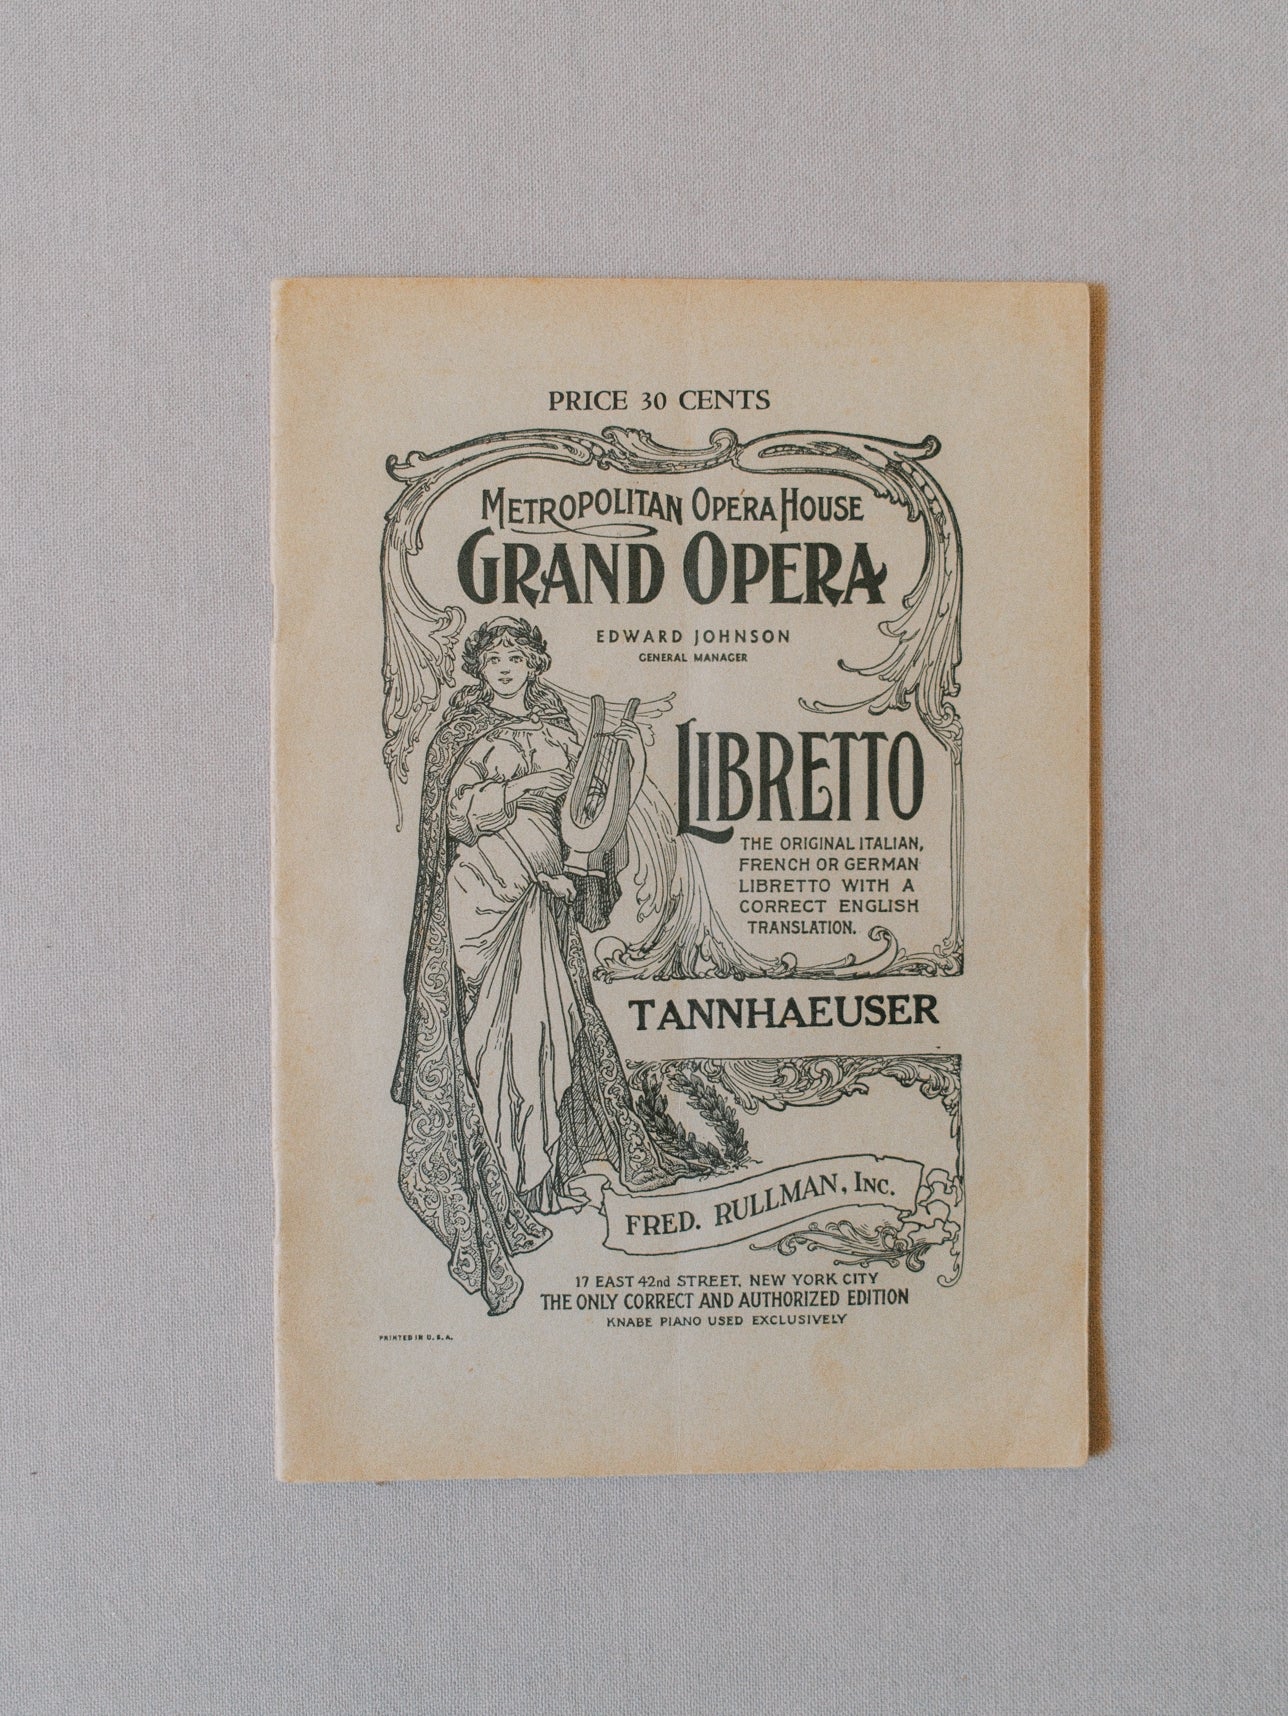 PRICE 30 CENTS
METROPOLITAN OPERA HOUSE
GRAND OPERA
EDWARD JOHNSON
GENERAL MANAGER
LIBRETTO
THE ORIGINAL ITALIAN,
FRENCH OR GERMAN
LIBRETTO WITH A
CORRECT ENGLISH
TRANSLATION.
TANNHAEUSER
FRED. RULLMAN, INC.
17 EAST 42nd STREET, NEW YORK CITY
THE ONLY CORRECT AND AUTHORIZED EDITION
KNABE PIANO USED EXCLUSIVELY
PRINTED IN U. S. A.